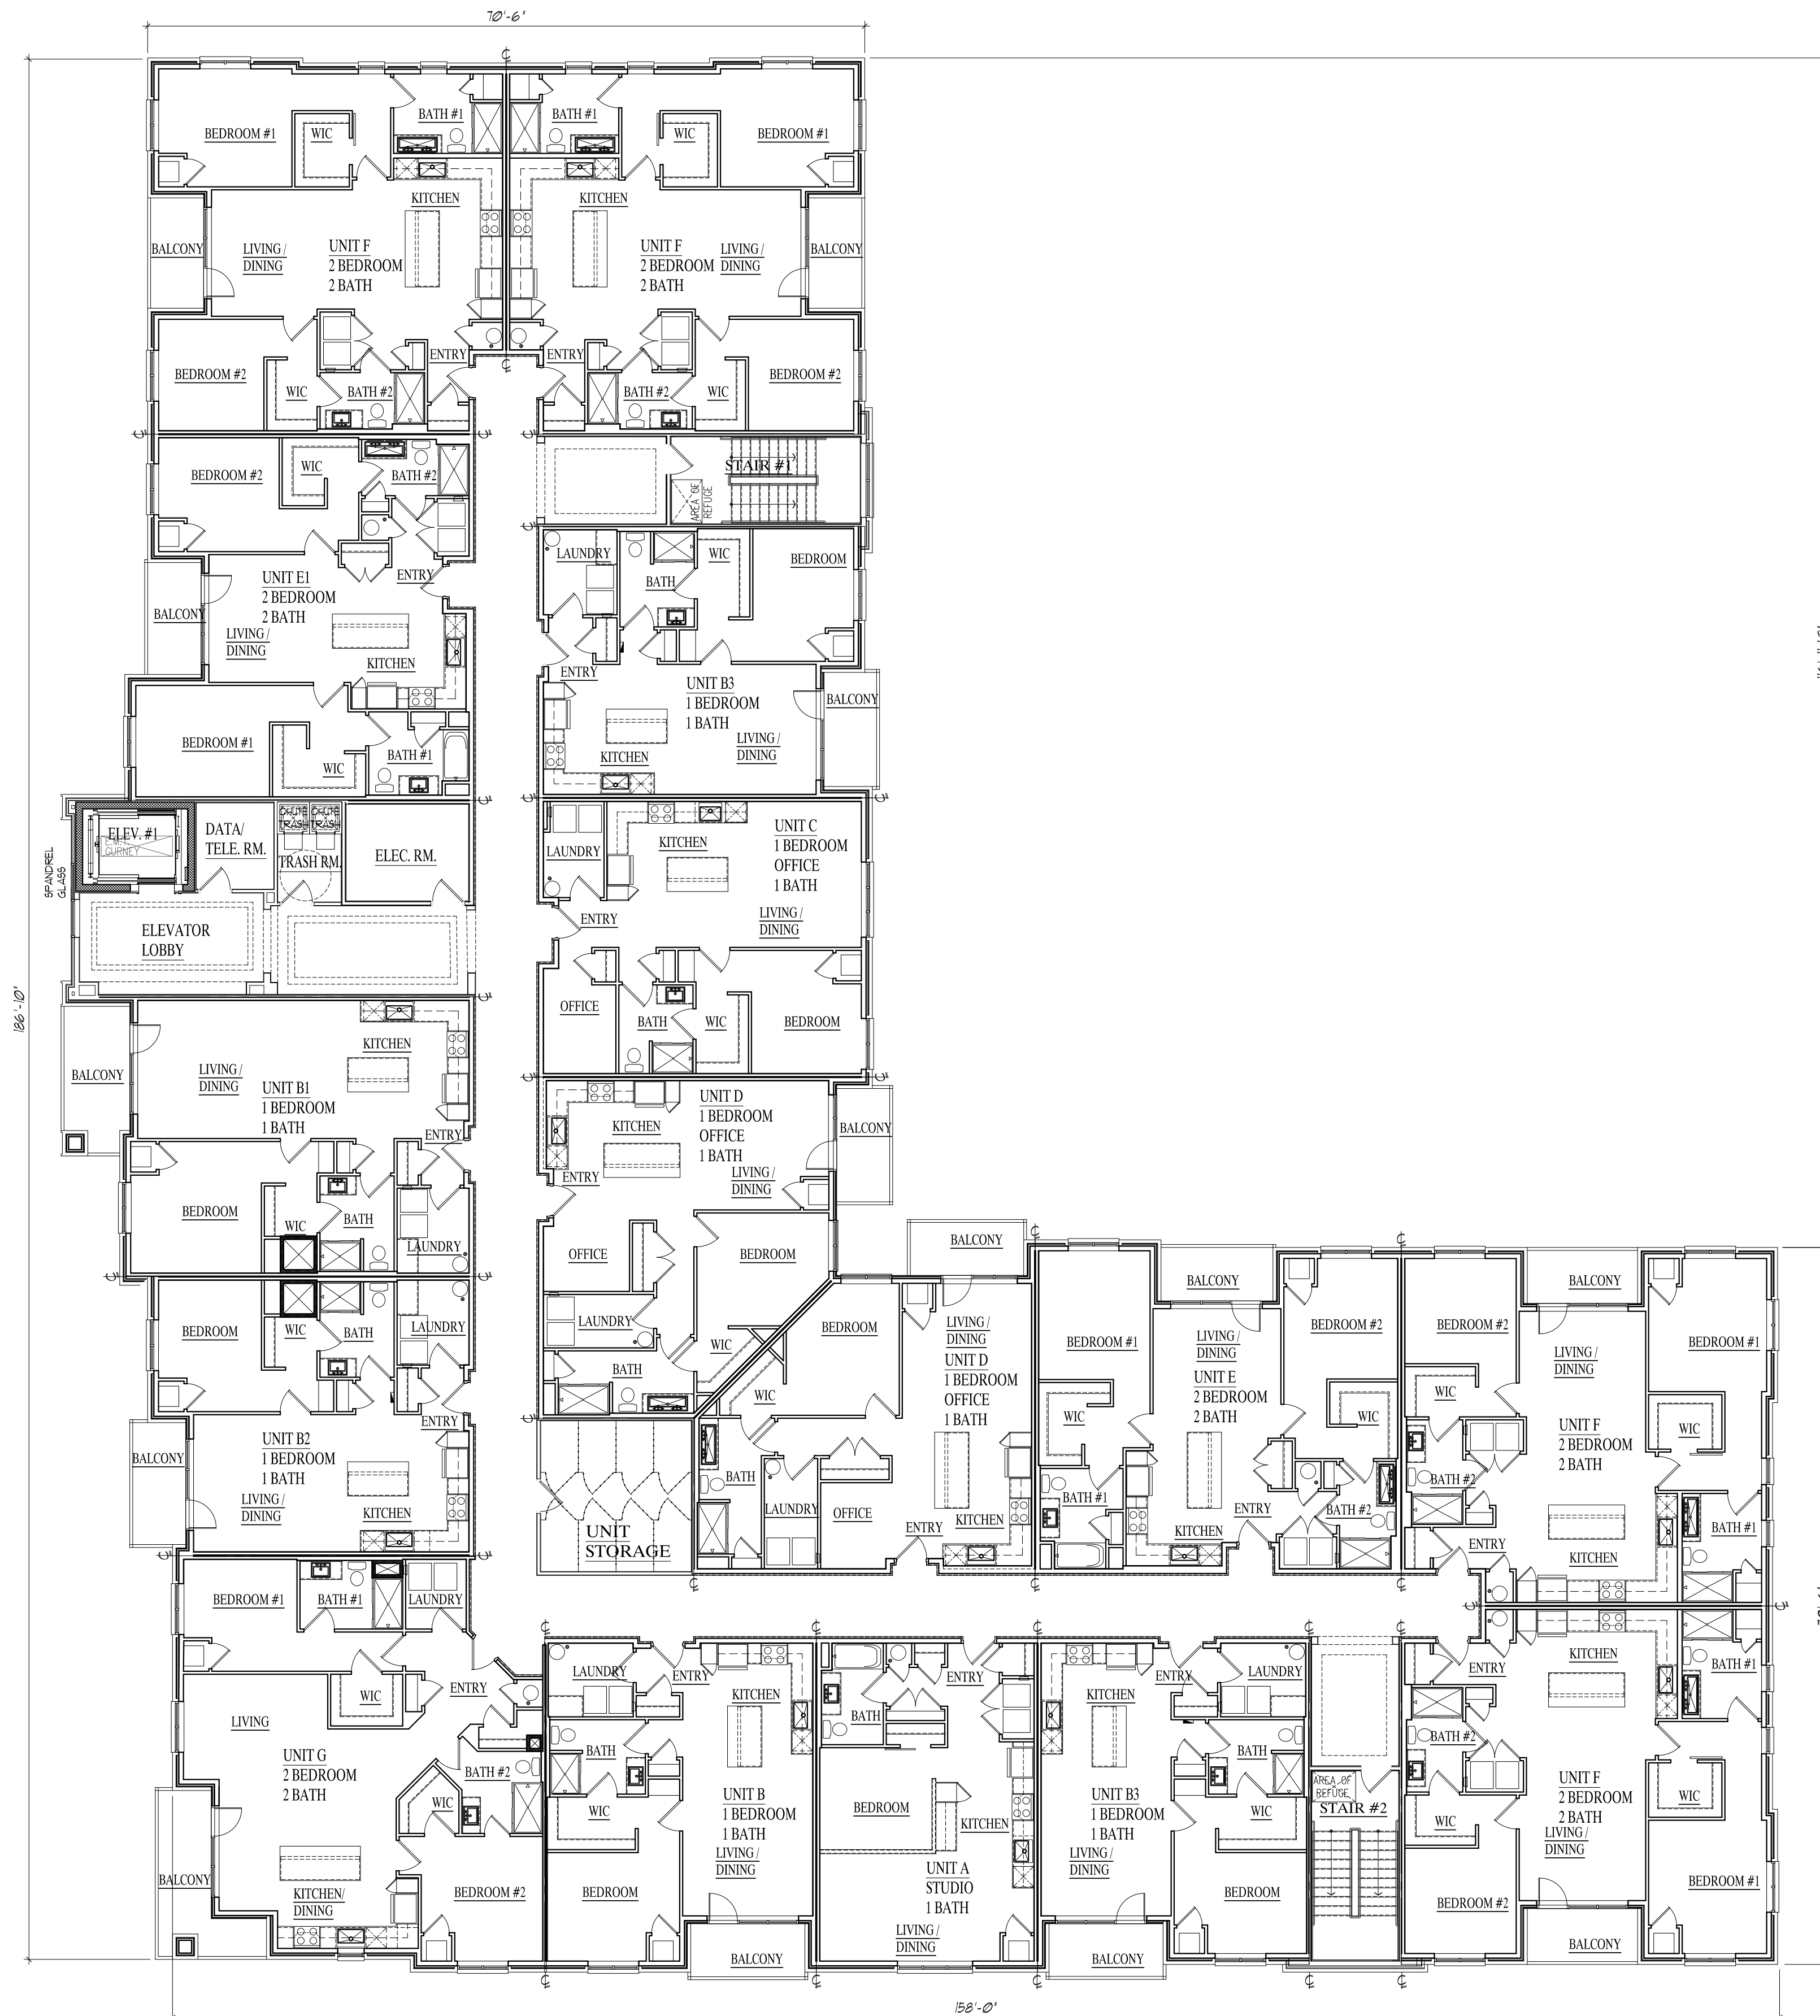 70'-6"
BATH #1
BATH #1
BEDROOM #1
WIC
WIC
BEDROOM #1
KITCHEN
KITCHEN
BALCONY
LIVING /
DINING
UNIT F
2 BEDROOM
2 BATH
UNIT F
2 BEDROOM
2 BATH
LIVING /
DINING
BALCONY
ENTRY
ENTRY
BEDROOM #2
WIC
BATH #2
BATH #2
WIC
BEDROOM #2
BEDROOM #2
WIC
BATH #2
STAIR #1
AREA OF
REFUGE
LAUNDRY
WIC
BEDROOM
BATH
UNIT E1
2 BEDROOM
2 BATH
ENTRY
BALCONY
LIVING /
DINING
KITCHEN
ENTRY
UNIT B3
1 BEDROOM
1 BATH
BALCONY
LIVING /
DINING
KITCHEN
BEDROOM #1
WIC
BATH #1
ELEV. #1
E.M.T.
GURNEY
DATA/
TELE. RM.
TRASH
TRASH
TRASH RM.
ELEC. RM.
SPANDREL
GLASS
LAUNDRY
KITCHEN
UNIT C
1 BEDROOM
OFFICE
1 BATH
ENTRY
LIVING /
DINING
ELEVATOR
LOBBY
186'-10"
OFFICE
BATH
WIC
BEDROOM
KITCHEN
LIVING /
DINING
BALCONY
UNIT B1
1 BEDROOM
1 BATH
ENTRY
UNIT D
1 BEDROOM
OFFICE
1 BATH
KITCHEN
BALCONY
ENTRY
LIVING /
DINING
BEDROOM
WIC
BATH
LAUNDRY
OFFICE
BEDROOM
BALCONY
BEDROOM
WIC
BATH
LAUNDRY
LAUNDRY
WIC
BATH
UNIT B2
1 BEDROOM
1 BATH
ENTRY
BALCONY
LIVING /
DINING
KITCHEN
BEDROOM
LIVING /
DINING
UNIT D
1 BEDROOM
OFFICE
1 BATH
WIC
BATH
LAUNDRY
OFFICE
ENTRY
KITCHEN
UNIT
STORAGE
BALCONY
BEDROOM #1
LIVING /
DINING
UNIT E
2 BEDROOM
2 BATH
BEDROOM #2
WIC
WIC
BATH #1
KITCHEN
ENTRY
BATH #2
BALCONY
BEDROOM #2
LIVING /
DINING
BEDROOM #1
WIC
WIC
UNIT F
2 BEDROOM
2 BATH
BATH #2
BATH #1
ENTRY
KITCHEN
BEDROOM #1
BATH #1
LAUNDRY
WIC
ENTRY
LIVING
UNIT G
2 BEDROOM
2 BATH
BATH #2
WIC
BALCONY
KITCHEN/
DINING
BEDROOM #2
LAUNDRY
ENTRY
KITCHEN
BATH
WIC
UNIT B
1 BEDROOM
1 BATH
LIVING /
DINING
BEDROOM
BALCONY
ENTRY
BATH
BEDROOM
KITCHEN
UNIT A
STUDIO
1 BATH
LIVING /
DINING
ENTRY
LAUNDRY
KITCHEN
BATH
UNIT B3
1 BEDROOM
1 BATH
WIC
LIVING /
DINING
BEDROOM
BALCONY
AREA OF
REFUGE
STAIR #2
KITCHEN
ENTRY
BATH #1
BATH #2
UNIT F
2 BEDROOM
2 BATH
WIC
WIC
LIVING /
DINING
BEDROOM #2
BEDROOM #1
BALCONY
158'-0"